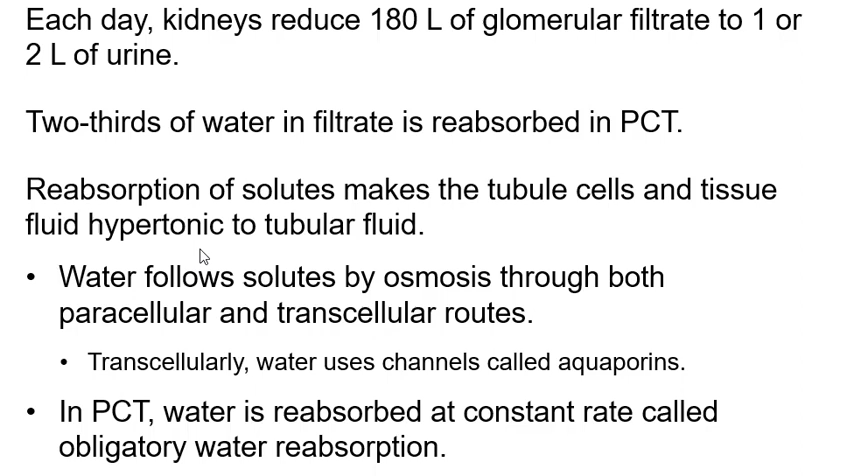 Each day, kidneys reduce 180 L of glomerular filtrate to 1 or
2 L of urine.
Two-thirds of water in filtrate is reabsorbed in PCT.
Reabsorption of solutes makes the tubule cells and tissue
fluid hypertonic to tubular fluid.
• Water follows solutes by osmosis through both
paracellular and transcellular routes.
• Transcellularly, water uses channels called aquaporins.
• In PCT, water is reabsorbed at constant rate called
obligatory water reabsorption.